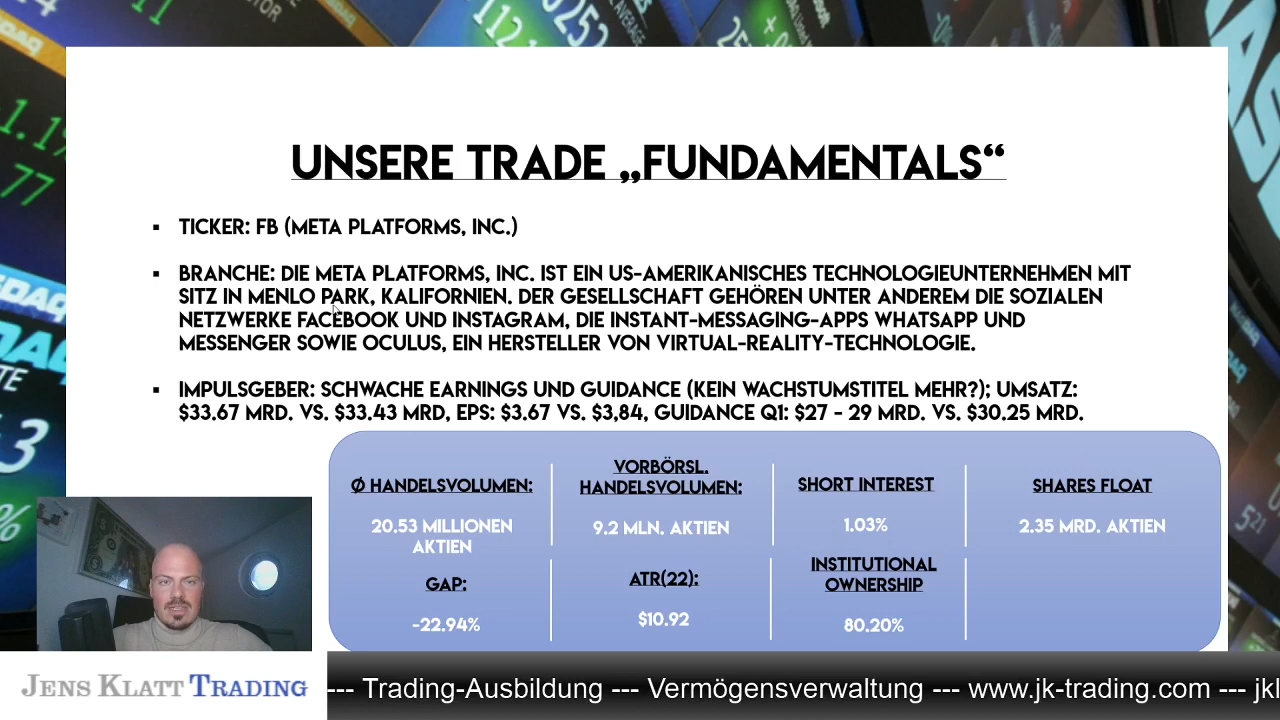 UNSERE TRADE „FUNDAMENTALS“
▪ TICKER: FB (META PLATFORMS, INC.)
▪ BRANCHE: DIE META PLATFORMS, INC. IST EIN US-AMERIKANISCHES TECHNOLOGIEUNTERNEHMEN MIT
SITZ IN MENLO PARK, KALIFORNIEN. DER GESELLSCHAFT GEHÖREN UNTER ANDEREM DIE SOZIALEN
NETZWERKE FACEBOOK UND INSTAGRAM, DIE INSTANT-MESSAGING-APPS WHATSAPP UND
MESSENGER SOWIE OCULUS, EIN HERSTELLER VON VIRTUAL-REALITY-TECHNOLOGIE.
▪ IMPULSGEBER: SCHWACHE EARNINGS UND GUIDANCE (KEIN WACHSTUMSTITEL MEHR?); UMSATZ:
$33.67 MRD. VS. $33.43 MRD, EPS: $3.67 VS. $3,84, GUIDANCE Q1: $27 - 29 MRD. VS. $30.25 MRD.
Ø HANDELSVOLUMEN:
20.53 MILLIONEN
AKTIEN
VORBÖRSL.
HANDELSVOLUMEN:
9.2 MLN. AKTIEN
SHORT INTEREST
1.03%
SHARES FLOAT
2.35 MRD. AKTIEN
GAP:
-22.94%
ATR(22):
$10.92
INSTITUTIONAL
OWNERSHIP
80.20%
JENS KLATT TRADING
--- Trading-Ausbildung --- Vermögensverwaltung --- www.jk-trading.com --- jkl